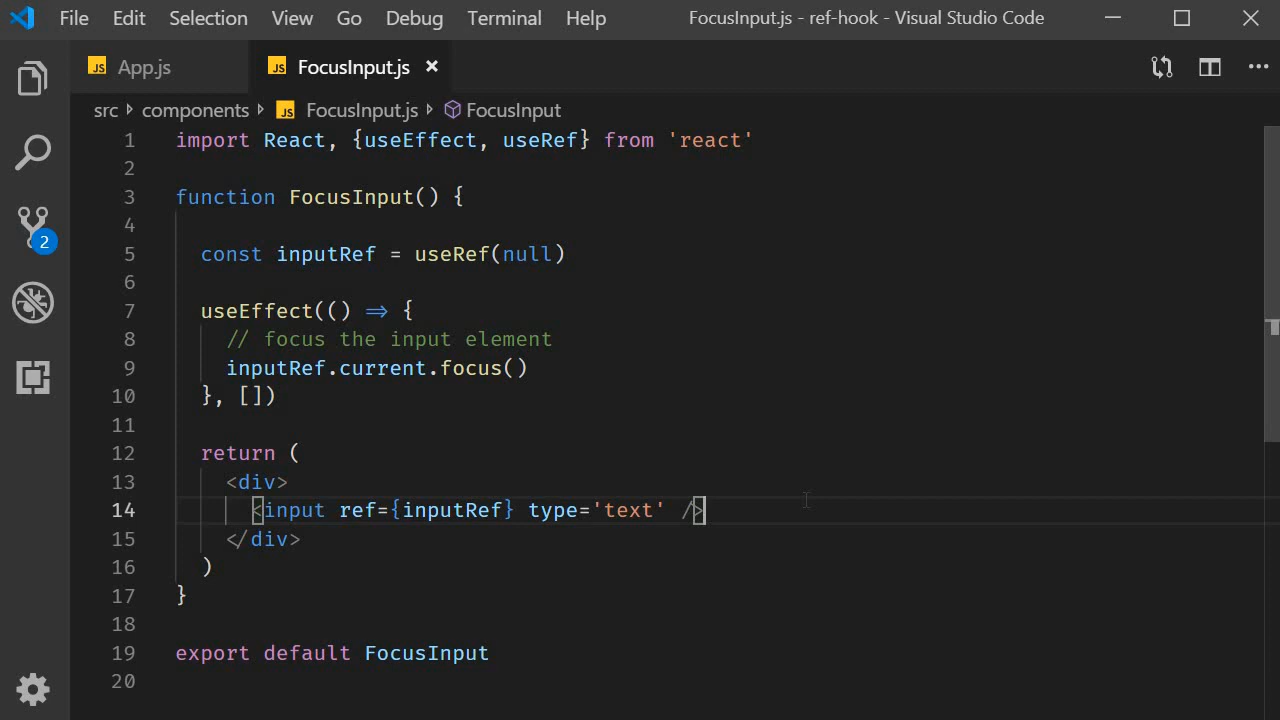 File Edit Selection View Go Debug Terminal Help FocusInput.js - ref-hook - Visual Studio Code
JS App.js JS FocusInput.js
src components JS FocusInput.js FocusInput
1 import React, {useEffect, useRef} from 'react'
2
3 function FocusInput() {
4
5 const inputRef = useRef(null)
6
7 useEffect(() => {
8 // focus the input element
9 inputRef.current.focus()
10 }, [])
11
12 return (
13 <div>
14 <input ref={inputRef} type='text' />
15 </div>
16 )
17 }
18
19 export default FocusInput
20
2